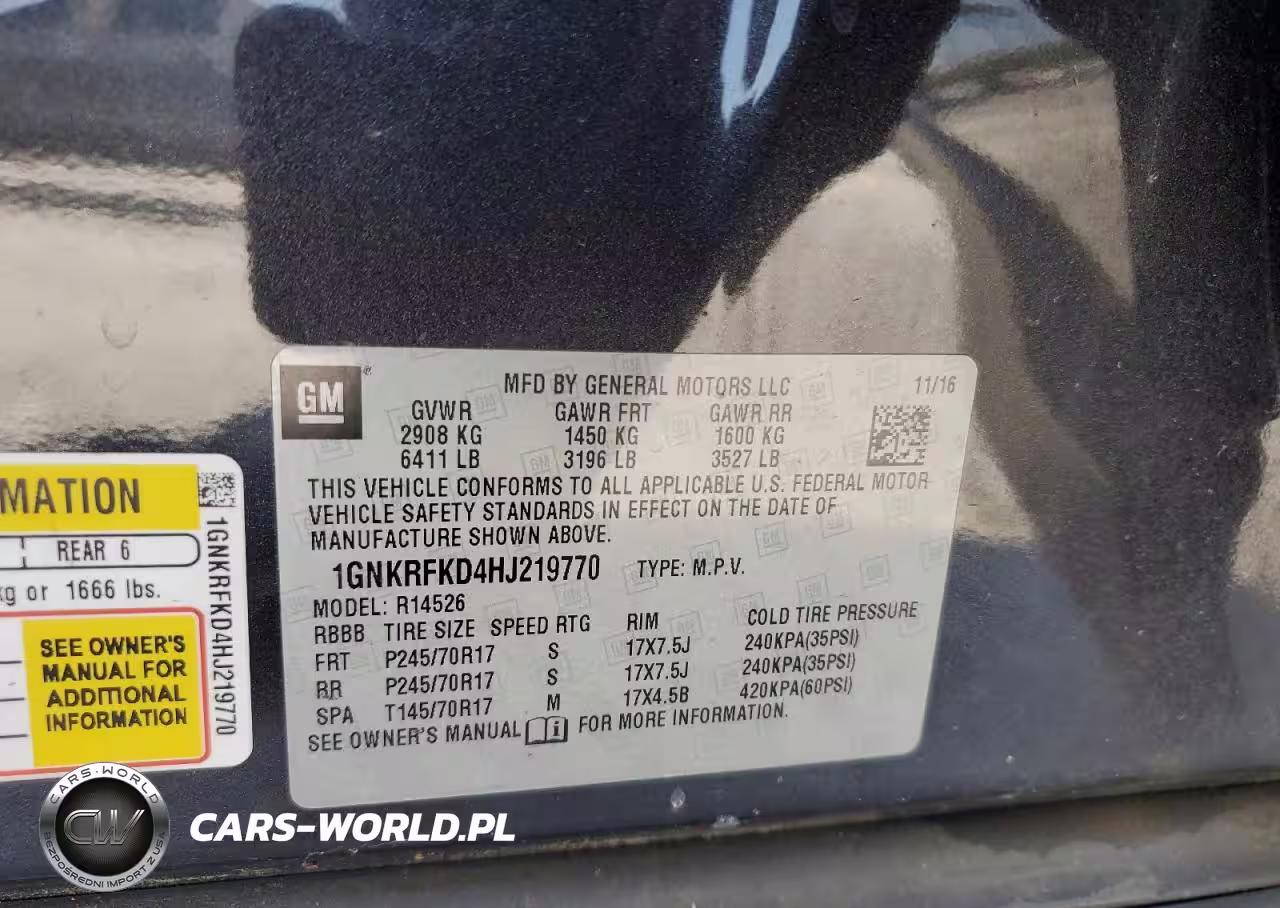 GM
®
MFD BY GENERAL MOTORS LLC 11/16
GVWR GAWR FRT GAWR RR
2908 KG 1450 KG 1600 KG
6411 LB 3196 LB 3527 LB
THIS VEHICLE CONFORMS TO ALL APPLICABLE U.S. FEDERAL MOTOR
VEHICLE SAFETY STANDARDS IN EFFECT ON THE DATE OF
MANUFACTURE SHOWN ABOVE.
1GNKRFKD4HJ219770 TYPE: M.P.V.
MODEL: R14526
RBBB TIRE SIZE SPEED RTG RIM COLD TIRE PRESSURE
FRT P245/70R17 S 17X7.5J 240KPA(35PSI)
RR P245/70R17 S 17X7.5J 240KPA(35PSI)
SPA T145/70R17 M 17X4.5B 420KPA(60PSI)
SEE OWNER'S MANUAL i FOR MORE INFORMATION.
MATION
REAR 6
kg or 1666 lbs.
SEE OWNER'S
MANUAL FOR
ADDITIONAL
INFORMATION
1GNKRFKD4HJ219770
CARS-WORLD
CW
BEZPOŚREDNI IMPORT Z USA
CARS-WORLD.PL